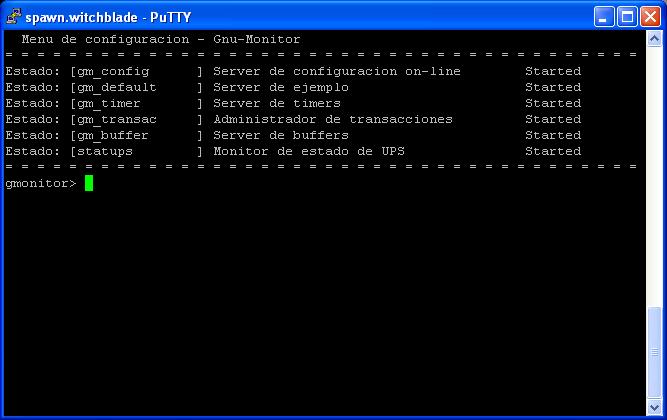 spawn.witchblade - PuTTY
Menu de configuracion - Gnu-Monitor
= = = = = = = = = = = = = = = = = = = = = = = = = = = = = = = = = = = = = = = =
Estado: [gm_config      ] Server de configuracion on-line        Started
Estado: [gm_default     ] Server de ejemplo                      Started
Estado: [gm_timer       ] Server de timers                       Started
Estado: [gm_transac     ] Administrador de transacciones         Started
Estado: [gm_buffer      ] Server de buffers                      Started
Estado: [statups        ] Monitor de estado de UPS               Started
= = = = = = = = = = = = = = = = = = = = = = = = = = = = = = = = = = = = = = = =
gmonitor>